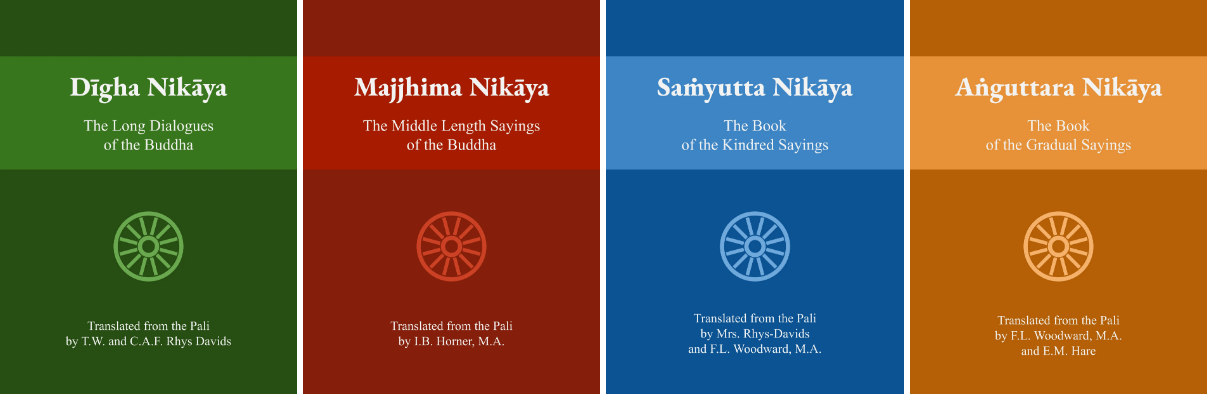 Dīgha Nikāya
The Long Dialogues
of the Buddha
Translated from the Pali
by T.W. and C.A.F. Rhys Davids
Majjhima Nikāya
The Middle Length Sayings
of the Buddha
Translated from the Pali
by I.B. Horner, M.A.
Saṁyutta Nikāya
The Book
of the Kindred Sayings
Translated from the Pali
by Mrs. Rhys-Davids
and F.L. Woodward, M.A.
Aṅguttara Nikāya
The Book
of the Gradual Sayings
Translated from the Pali
by F.L. Woodward, M.A.
and E.M. Hare